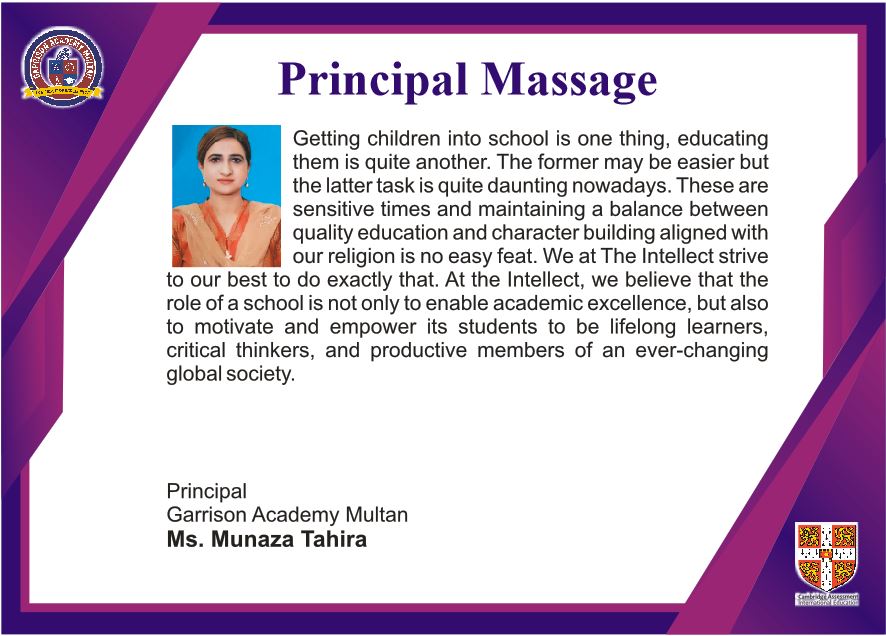 GARRISON ACADEMY MULTAN
Principal Massage
Getting children into school is one thing, educating
them is quite another. The former may be easier but
the latter task is quite daunting nowadays. These are
sensitive times and maintaining a balance between
quality education and character building aligned with
our religion is no easy feat. We at The Intellect strive
to our best to do exactly that. At the Intellect, we believe that the
role of a school is not only to enable academic excellence, but also
to motivate and empower its students to be lifelong learners,
critical thinkers, and productive members of an ever-changing
global society.
Principal
Garrison Academy Multan
Ms. Munaza Tahira
Cambridge Assessment
International Education